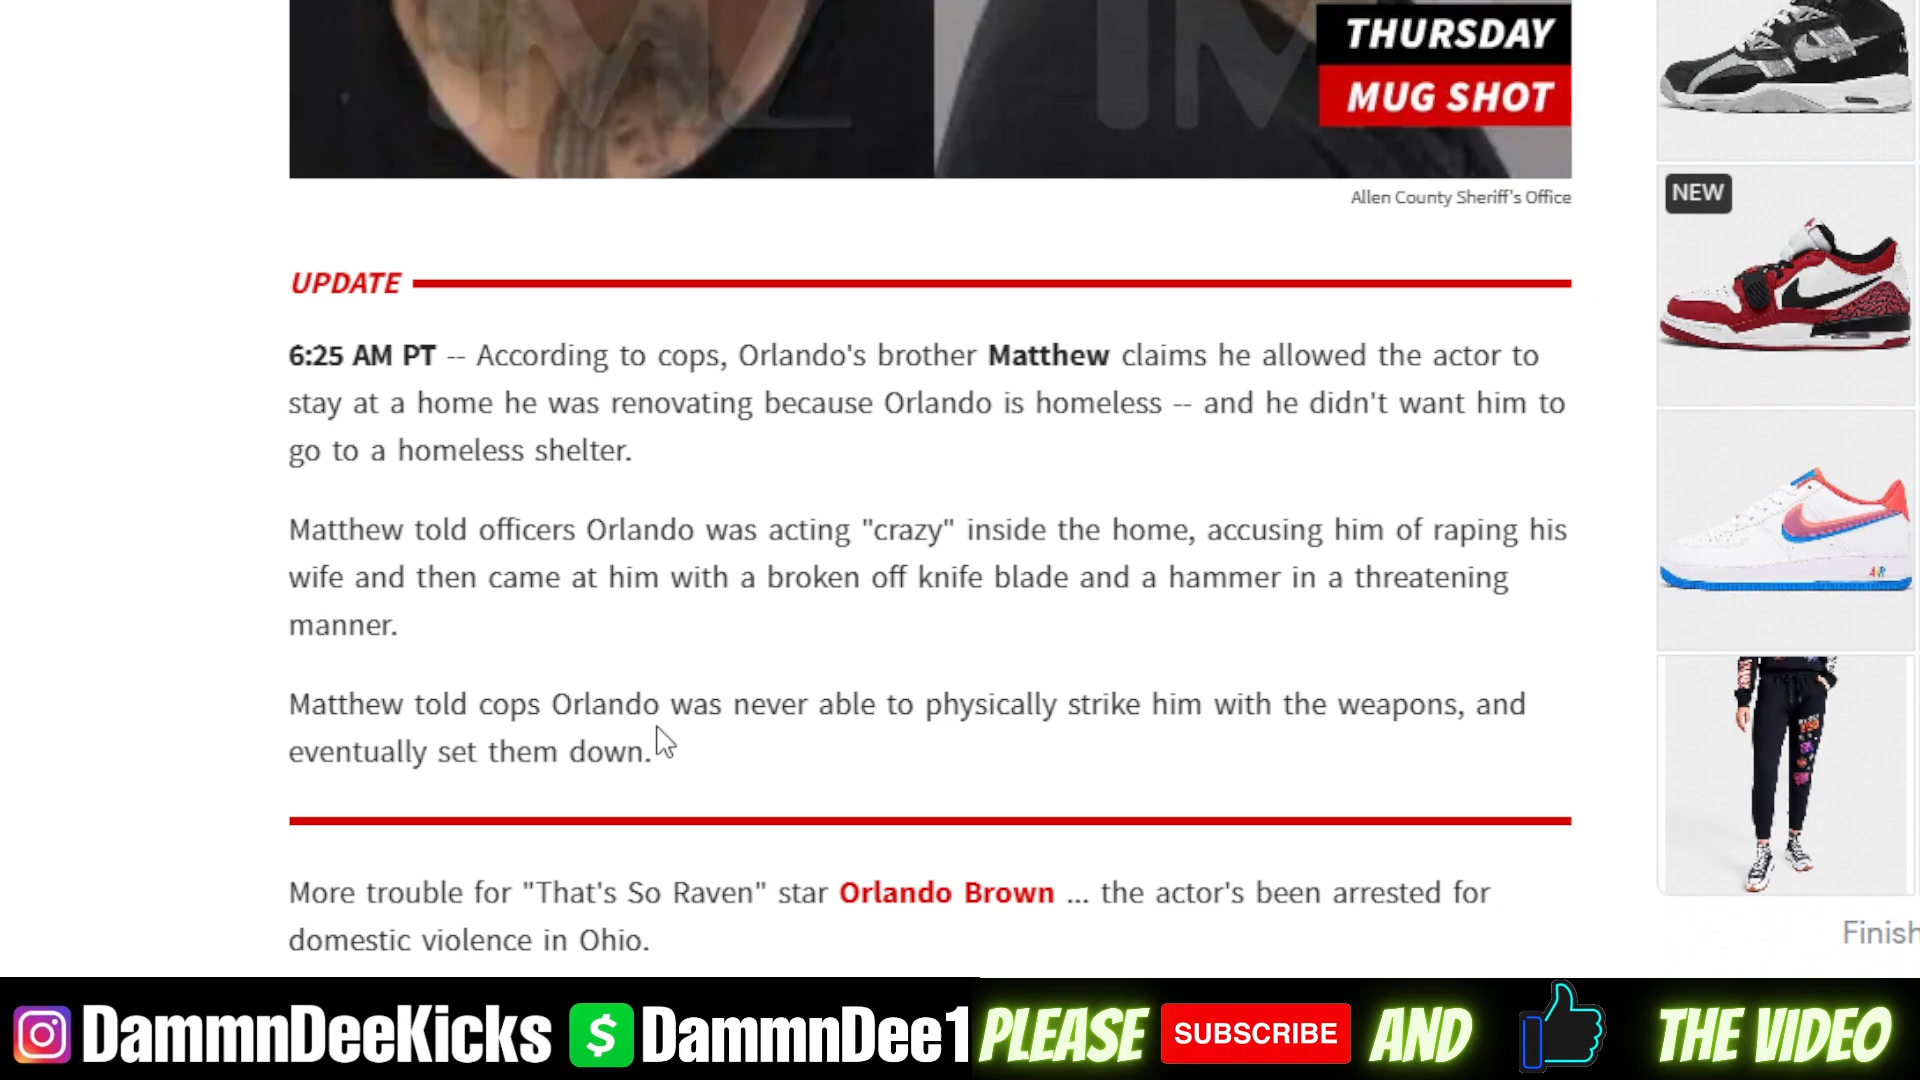 TMZ
THURSDAY
MUG SHOT
Allen County Sheriff's Office
NEW
UPDATE
6:25 AM PT -- According to cops, Orlando's brother Matthew claims he allowed the actor to
stay at a home he was renovating because Orlando is homeless -- and he didn't want him to
go to a homeless shelter.
Matthew told officers Orlando was acting "crazy" inside the home, accusing him of raping his
wife and then came at him with a broken off knife blade and a hammer in a threatening
manner.
Matthew told cops Orlando was never able to physically strike him with the weapons, and
eventually set them down.
More trouble for "That's So Raven" star Orlando Brown ... the actor's been arrested for
domestic violence in Ohio.
AIR
Finish
DammnDeeKicks $ DammnDee1 PLEASE SUBSCRIBE AND THE VIDEO